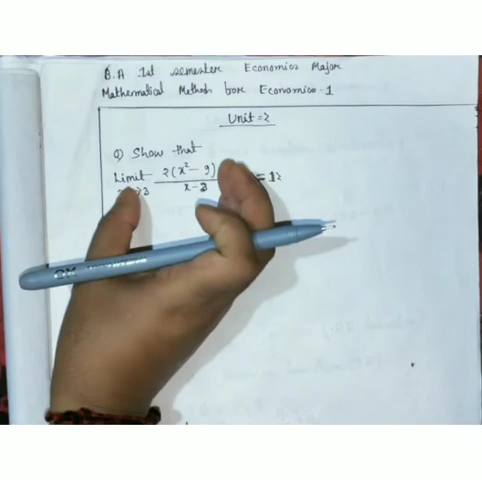 B.A 1st semester Economics Major
Mathematical Methods for Economics-1
Unit=2
Q) Show that
Limit 2(x²- 9) = 12
x-3